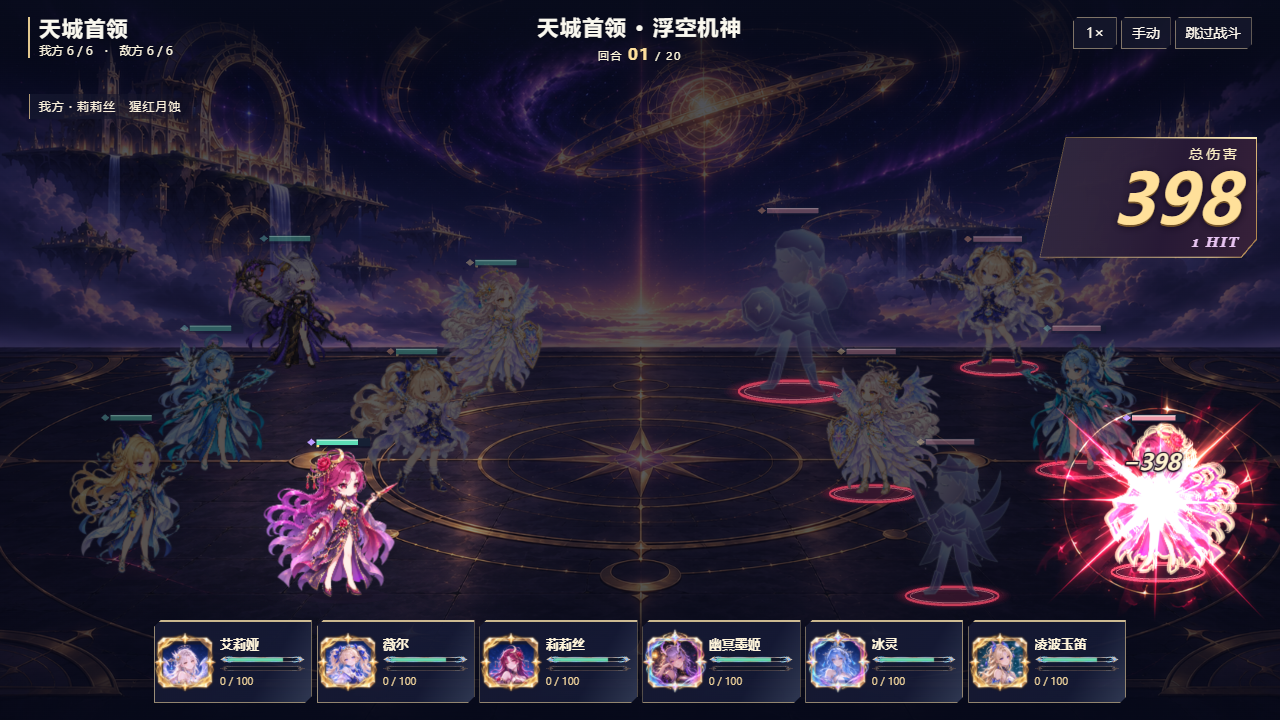 天城首领
我方 6 / 6 · 敌方 6 / 6
天城首领·浮空机神
回合 01 / 20
1×
手动
跳过战斗
我方·莉莉丝 猩红月蚀
总伤害
398
1 HIT
−398
艾莉娅
0 / 100
薇尔
0 / 100
莉莉丝
0 / 100
幽冥墨姬
0 / 100
冰灵
0 / 100
凌波玉笛
0 / 100